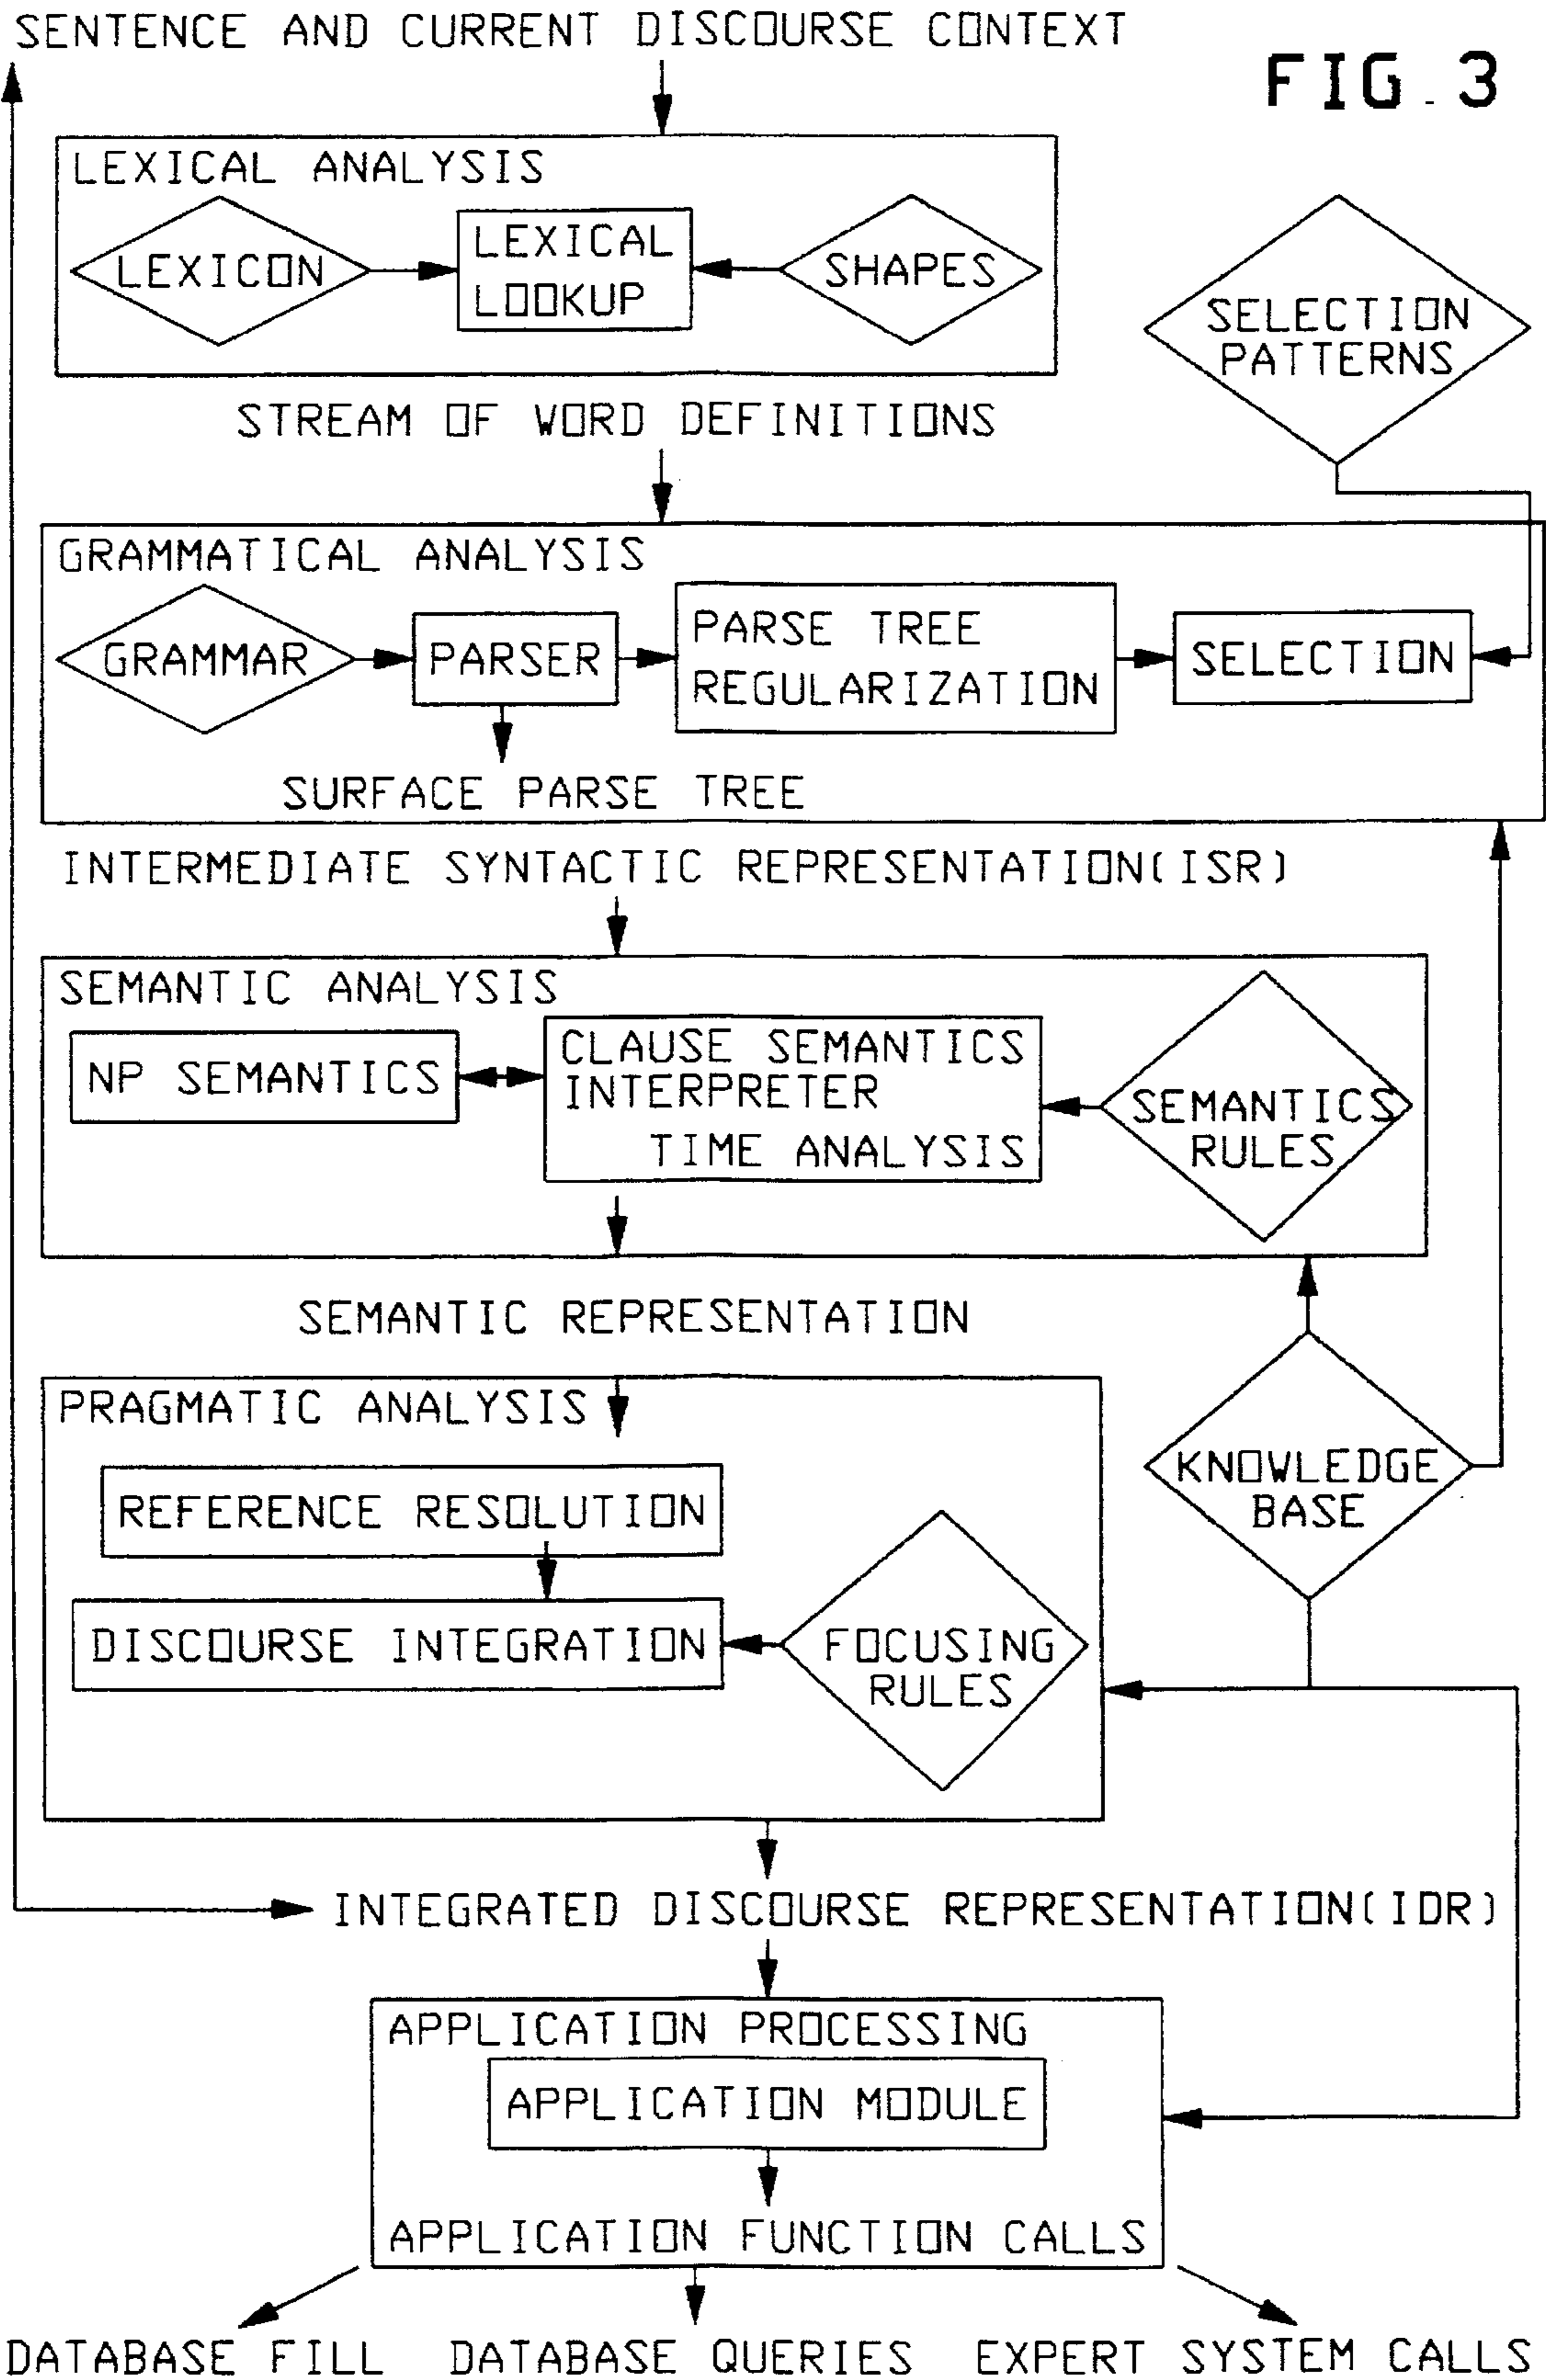 SENTENCE AND CURRENT DISCOURSE CONTEXT
FIG. 3
LEXICAL ANALYSIS
LEXICON
LEXICAL
LOOKUP
SHAPES
SELECTION
PATTERNS
STREAM OF WORD DEFINITIONS
GRAMMATICAL ANALYSIS
GRAMMAR
PARSER
PARSE TREE
REGULARIZATION
SELECTION
SURFACE PARSE TREE
INTERMEDIATE SYNTACTIC REPRESENTATION(ISR)
SEMANTIC ANALYSIS
NP SEMANTICS
CLAUSE SEMANTICS
INTERPRETER
TIME ANALYSIS
SEMANTICS
RULES
SEMANTIC REPRESENTATION
PRAGMATIC ANALYSIS
REFERENCE RESOLUTION
DISCOURSE INTEGRATION
FOCUSING
RULES
KNOWLEDGE
BASE
INTEGRATED DISCOURSE REPRESENTATION(IDR)
APPLICATION PROCESSING
APPLICATION MODULE
APPLICATION FUNCTION CALLS
DATABASE FILL DATABASE QUERIES EXPERT SYSTEM CALLS